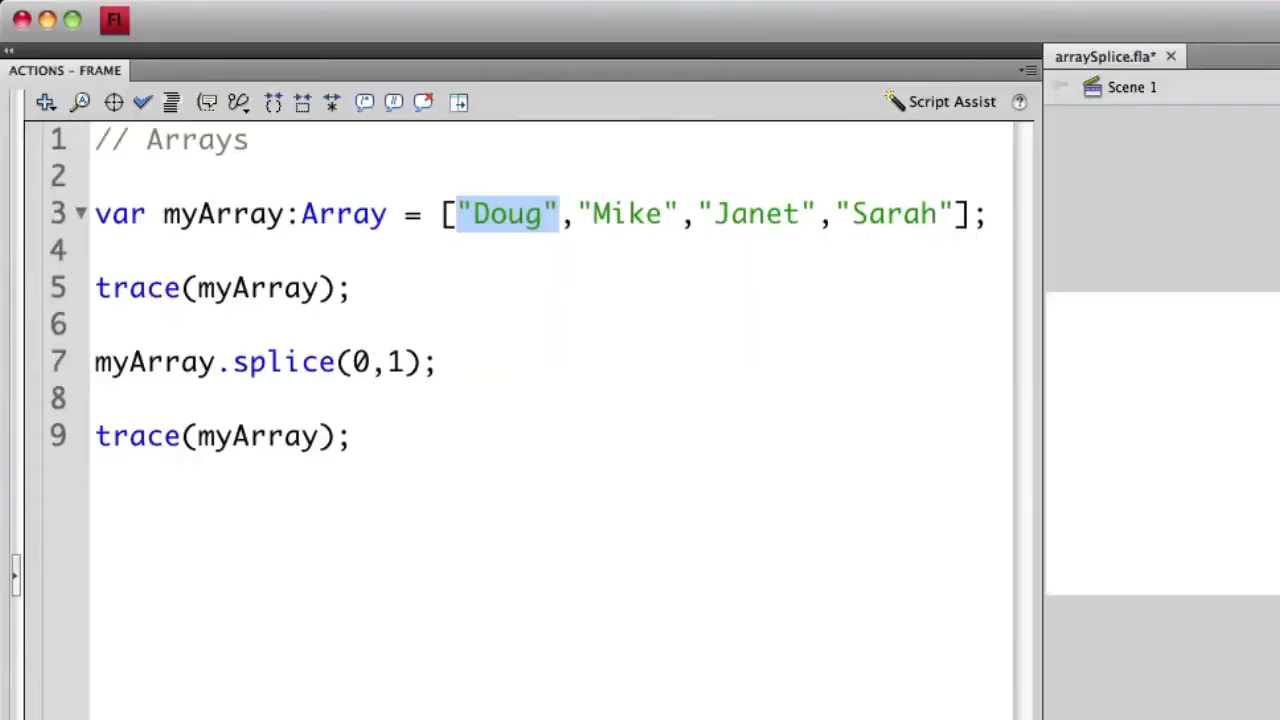 Fl
ACTIONS - FRAME
arraySplice.fla*
Scene 1
Script Assist
1 // Arrays
2
3 var myArray:Array = ["Doug","Mike","Janet","Sarah"];
4
5 trace(myArray);
6
7 myArray.splice(0,1);
8
9 trace(myArray);